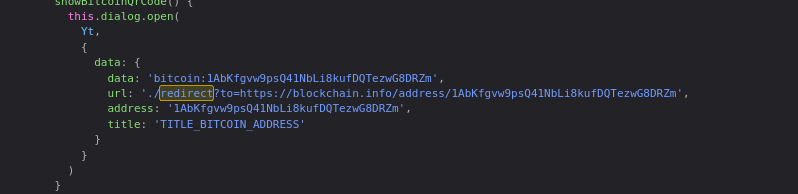 showBitcoinQrCode() {
this.dialog.open(
Yt,
{
data: {
data: 'bitcoin:1AbKfgvw9psQ41NbLi8kufDQTezwG8DRZm',
url: './redirect?to=https://blockchain.info/address/1AbKfgvw9psQ41NbLi8kufDQTezwG8DRZm',
address: '1AbKfgvw9psQ41NbLi8kufDQTezwG8DRZm',
title: 'TITLE_BITCOIN_ADDRESS'
}
}
)
}